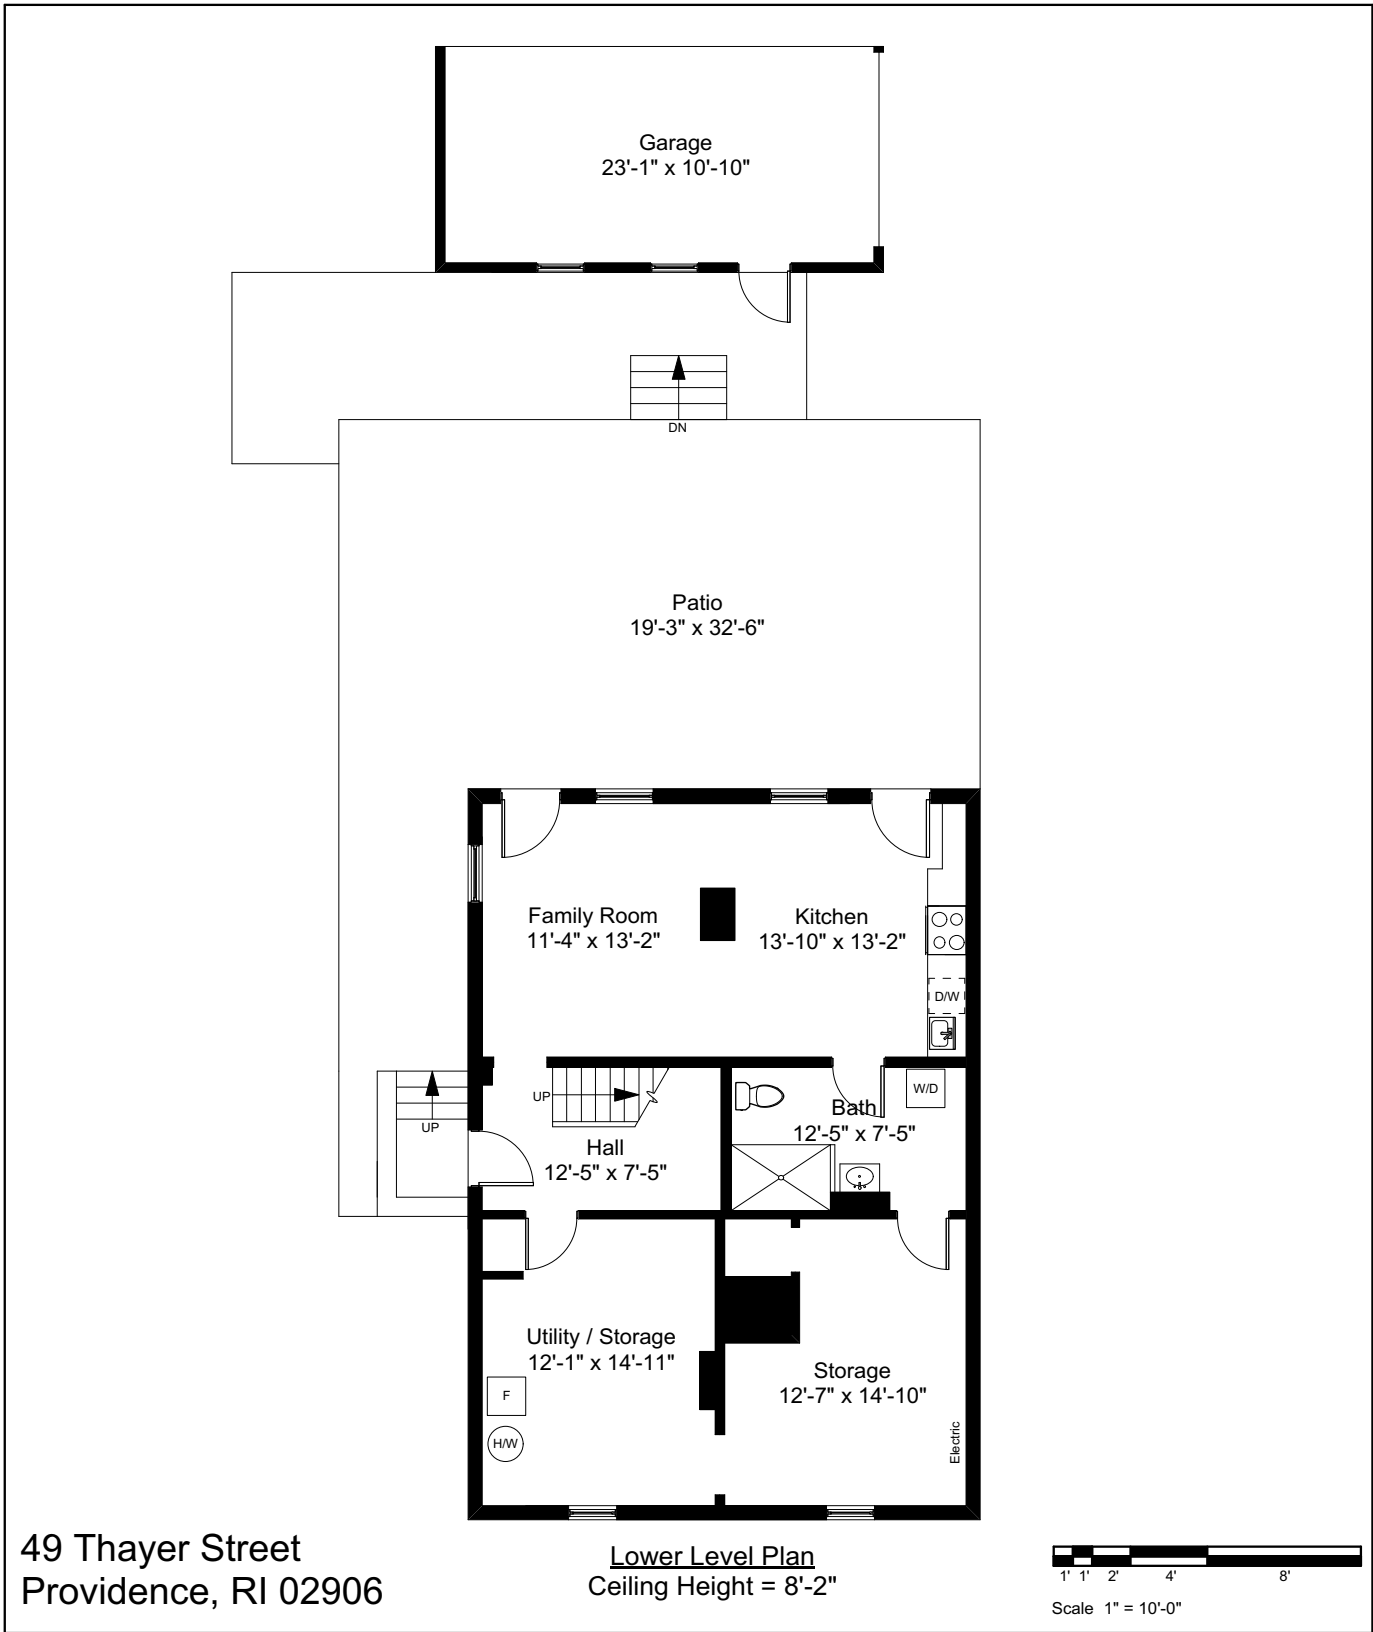 Garage
23'-1" x 10'-10"
DN
Patio
19'-3" x 32'-6"
Family Room
11'-4" x 13'-2"
Kitchen
13'-10" x 13'-2"
D/W
UP
W/D
Bath
12'-5" x 7'-5"
UP
Hall
12'-5" x 7'-5"
Utility / Storage
12'-1" x 14'-11"
Storage
12'-7" x 14'-10"
F
H/W
Electric
49 Thayer Street
Providence, RI 02906
Lower Level Plan
Ceiling Height = 8'-2"
1' 1' 2' 4' 8'
Scale 1" = 10'-0"